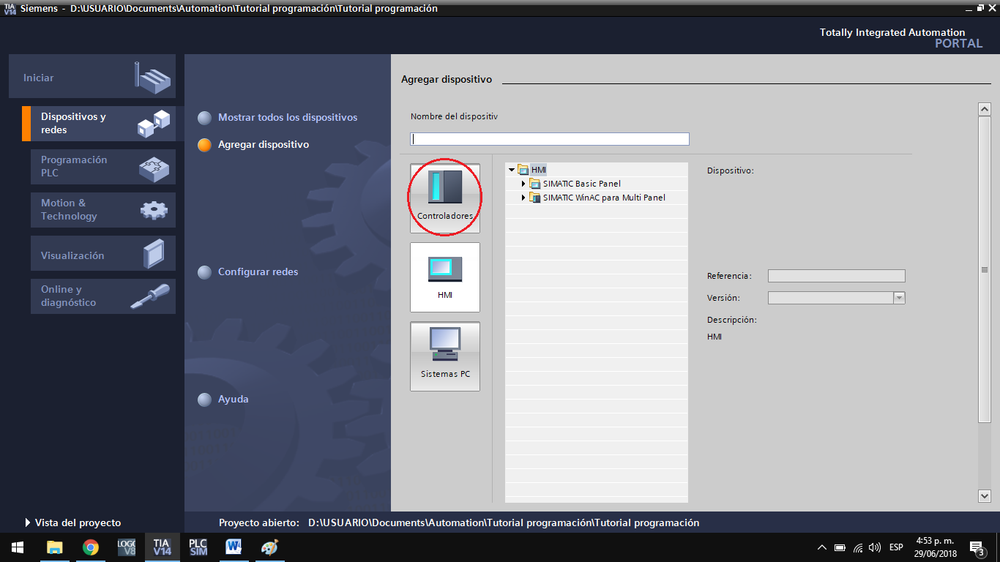 TIA V14 Siemens - D:\USUARIO\Documents\Automation\Tutorial programación\Tutorial programación
Totally Integrated Automation
PORTAL
Iniciar
Dispositivos y
redes
Programación
PLC
Motion &
Technology
Visualización
Online y
diagnóstico
Mostrar todos los dispositivos
Agregar dispositivo
Configurar redes
Ayuda
Agregar dispositivo
Nombre del dispositiv
Controladores
HMI
Sistemas PC
HMI
SIMATIC Basic Panel
SIMATIC WinAC para Multi Panel
Dispositivo:
Referencia:
Versión:
Descripción:
HMI
Vista del proyecto
Proyecto abierto: D:\USUARIO\Documents\Automation\Tutorial programación\Tutorial programación
LOGO V8
TIA V14
PLC SIM
W
ESP
4:53 p. m.
29/06/2018
3